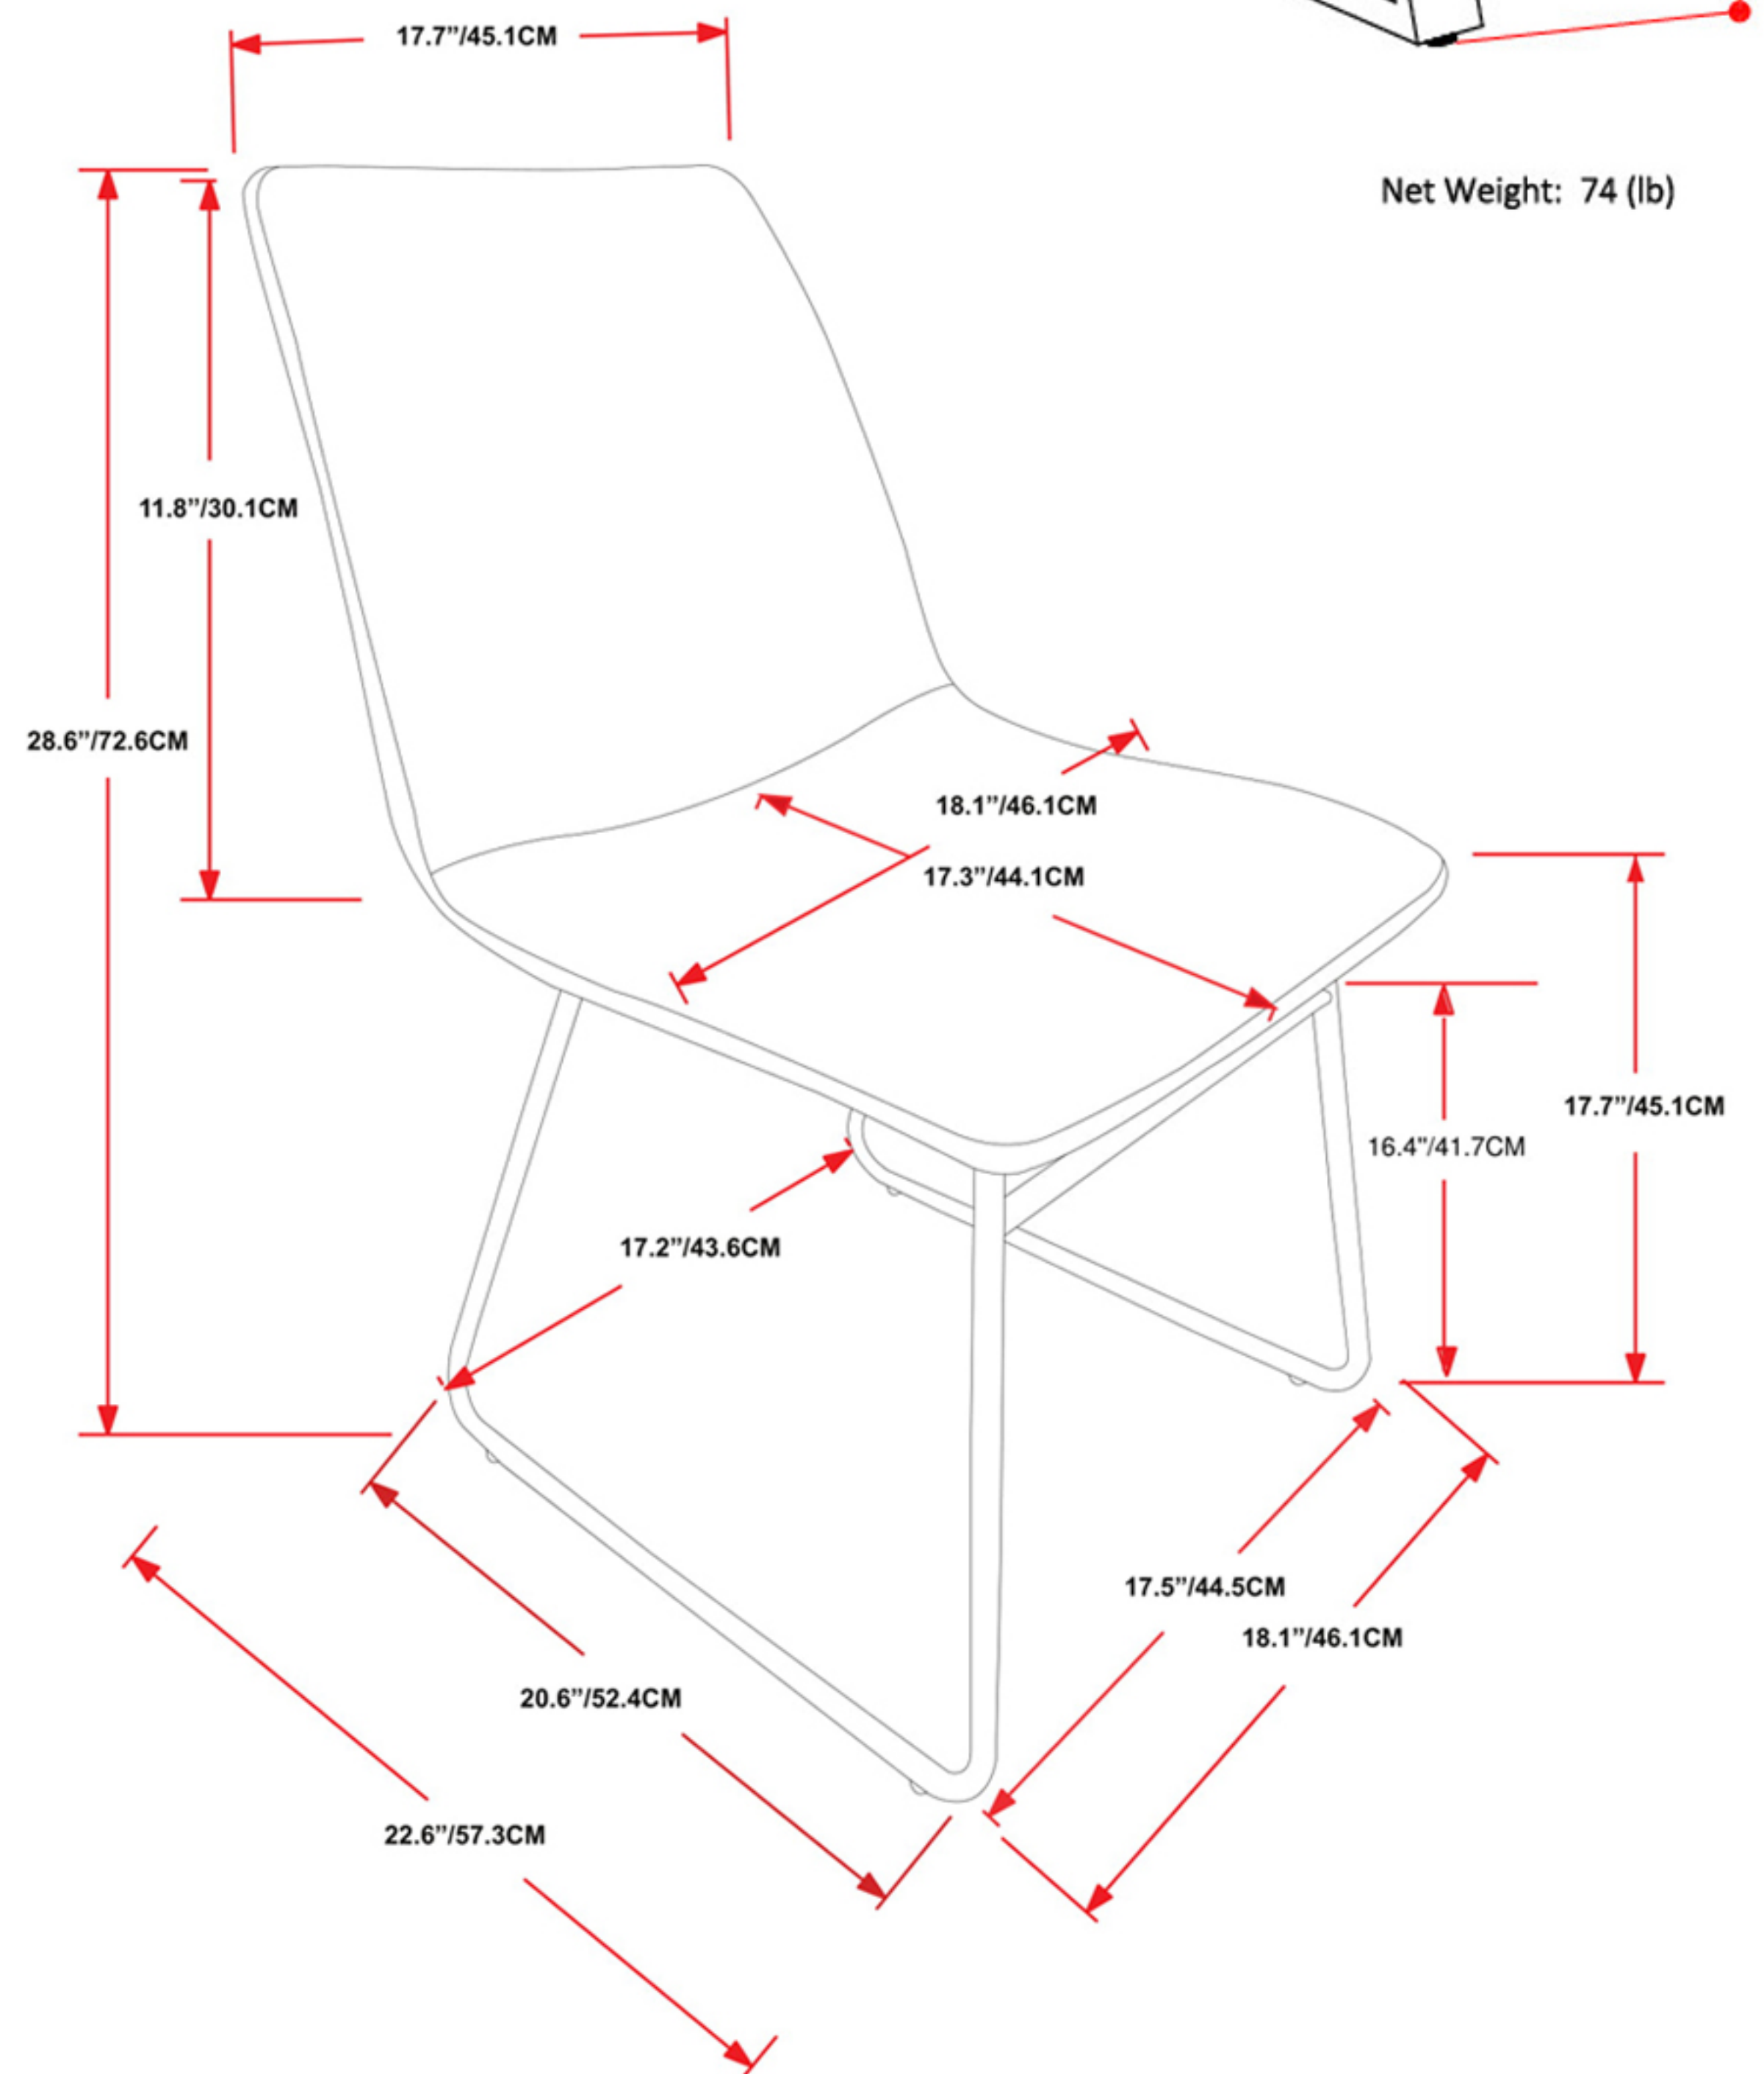 17.7”/45.1CM
Net Weight: 74 (lb)
11.8”/30.1CM
28.6”/72.6CM
18.1”/46.1CM
17.3”/44.1CM
17.7”/45.1CM
16.4"/41.7CM
17.2”/43.6CM
17.5”/44.5CM
18.1”/46.1CM
20.6”/52.4CM
22.6”/57.3CM